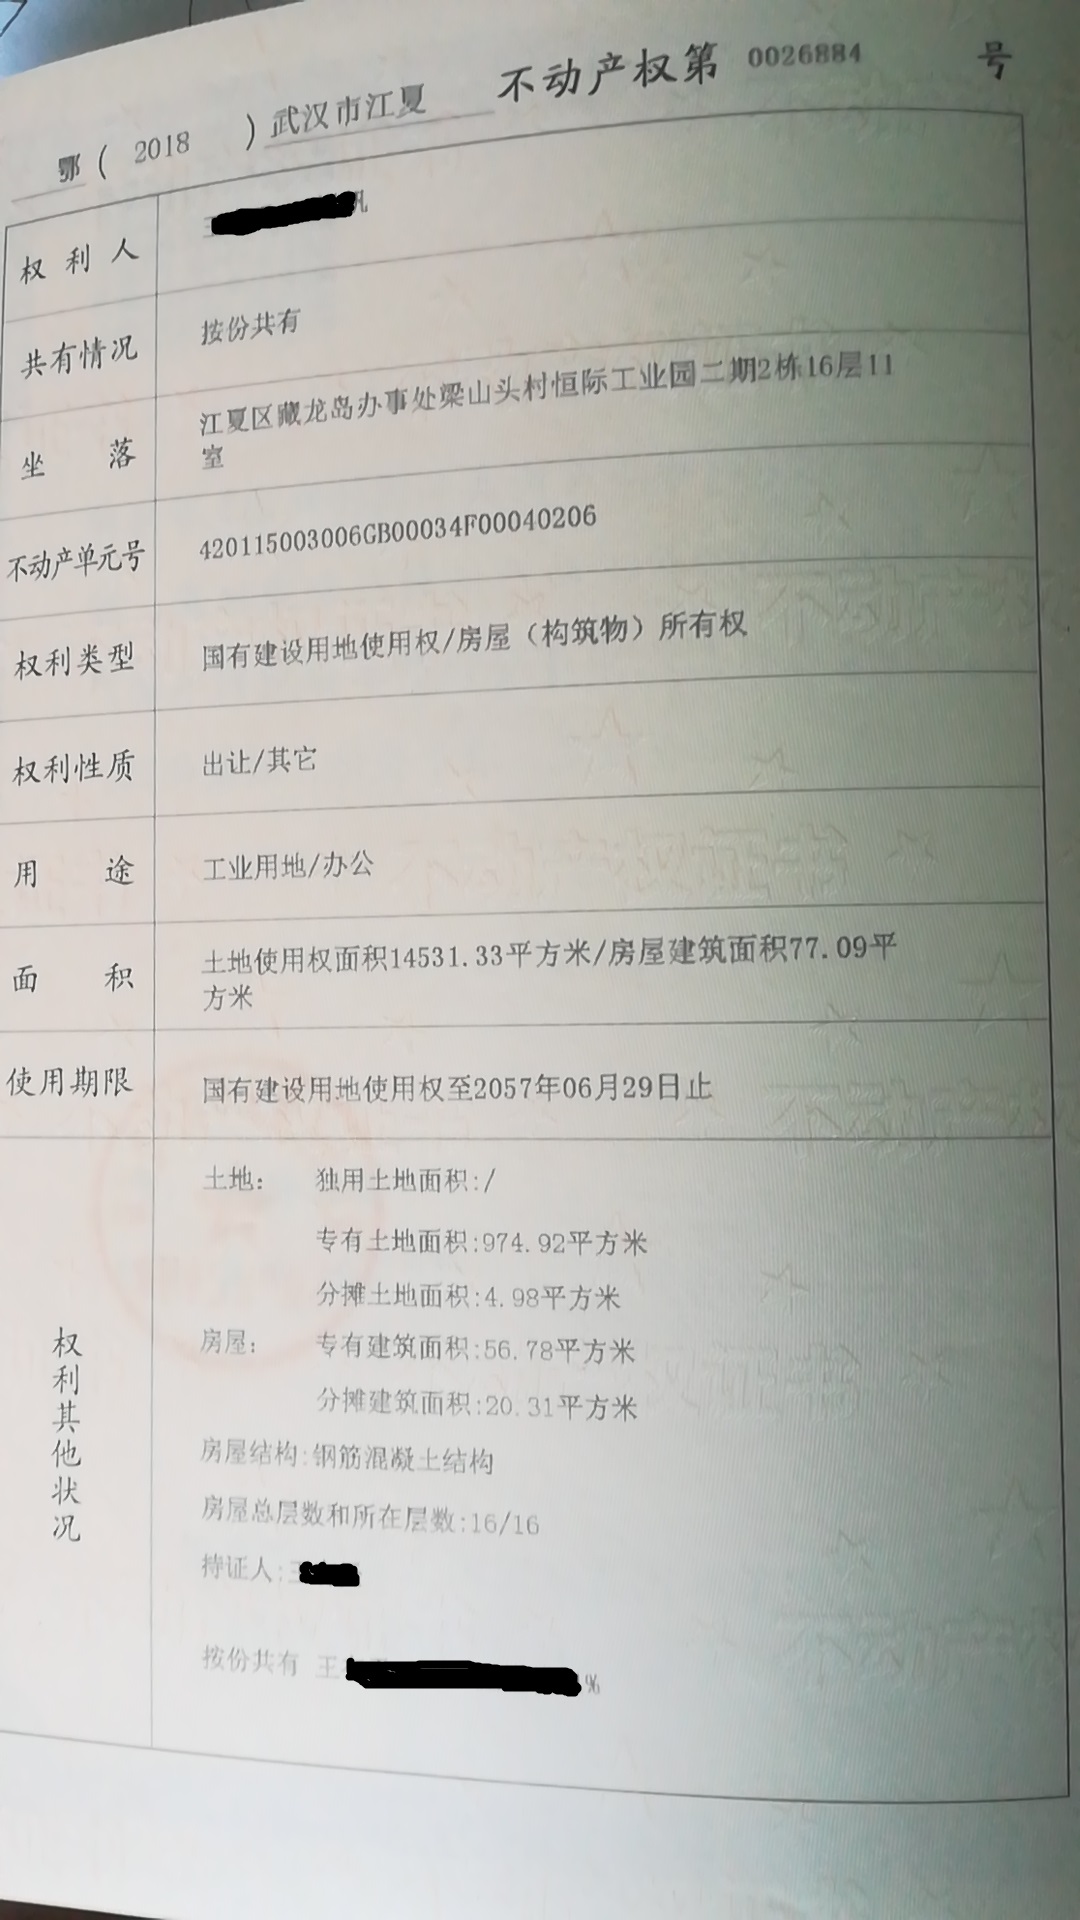 鄂(2018)武汉市江夏 不动产权第 0026884 号
权利人
共有情况 按份共有
坐落 江夏区藏龙岛办事处梁山头村恒际工业园二期2栋16层11
室
不动产单元号 420115003006GB00034F00040206
权利类型 国有建设用地使用权/房屋（构筑物）所有权
权利性质 出让/其它
用途 工业用地/办公
面积 土地使用权面积14531.33平方米/房屋建筑面积77.09平
方米
使用期限 国有建设用地使用权至2057年06月29日止
权利其他状况
土地： 独用土地面积:/
专有土地面积:974.92平方米
分摊土地面积:4.98平方米
房屋： 专有建筑面积:56.78平方米
分摊建筑面积:20.31平方米
房屋结构:钢筋混凝土结构
房屋总层数和所在层数:16/16
持证人:
按份共有 王 %